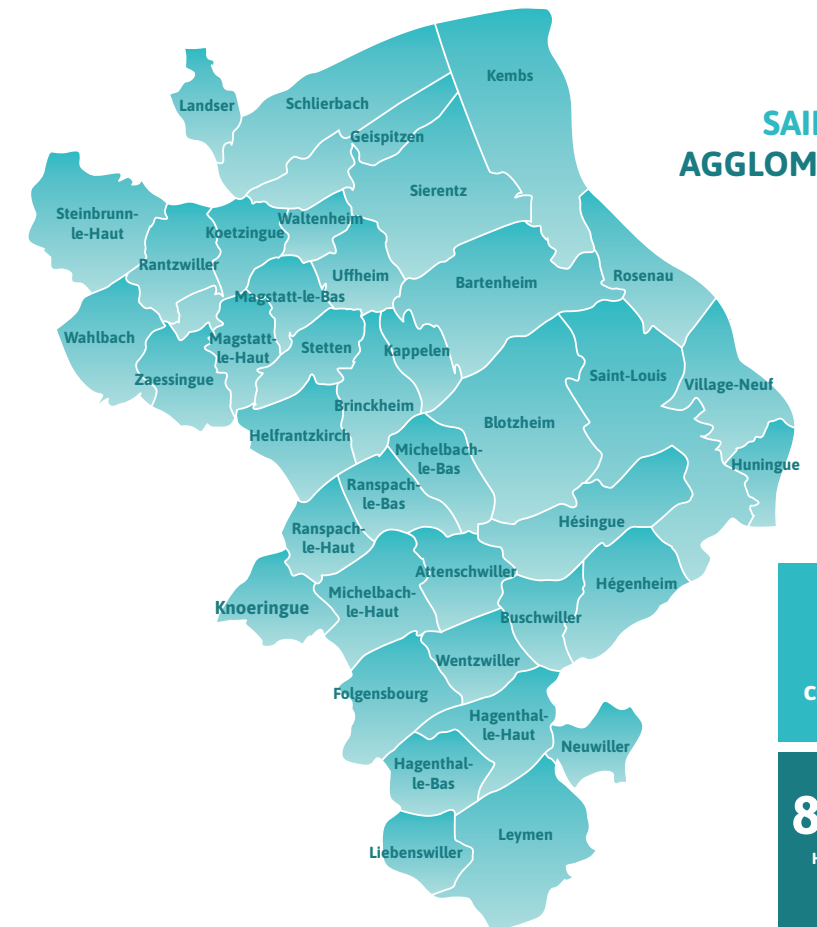 Kembs
Landser
Schlierbach
SAI
Geispitzen
AGGLOM
Sierentz
Steinbrunn-
le-Haut
Waltenheim
Koetzingue
Rantzwiller
Uffheim
Rosenau
Bartenheim
Magstatt-le-Bas
Wahlbach
Magstatt-
le-Haut
Stetten
Kappelen
Zaessingue
Saint-Louis
Village-Neuf
Brinckheim
Blotzheim
Helfrantzkirch
Michelbach-
le-Bas
Huningue
Ranspach-
le-Bas
Hésingue
Ranspach-
le-Haut
Attenschwiller
Hégenheim
Michelbach-
le-Haut
Knoeringue
Buschwiller
Wentzwiller
Folgensbourg
c
Hagenthal-
le-Haut
Neuwiller
Hagenthal-
le-Bas
8
Leymen
Liebenswiller
H